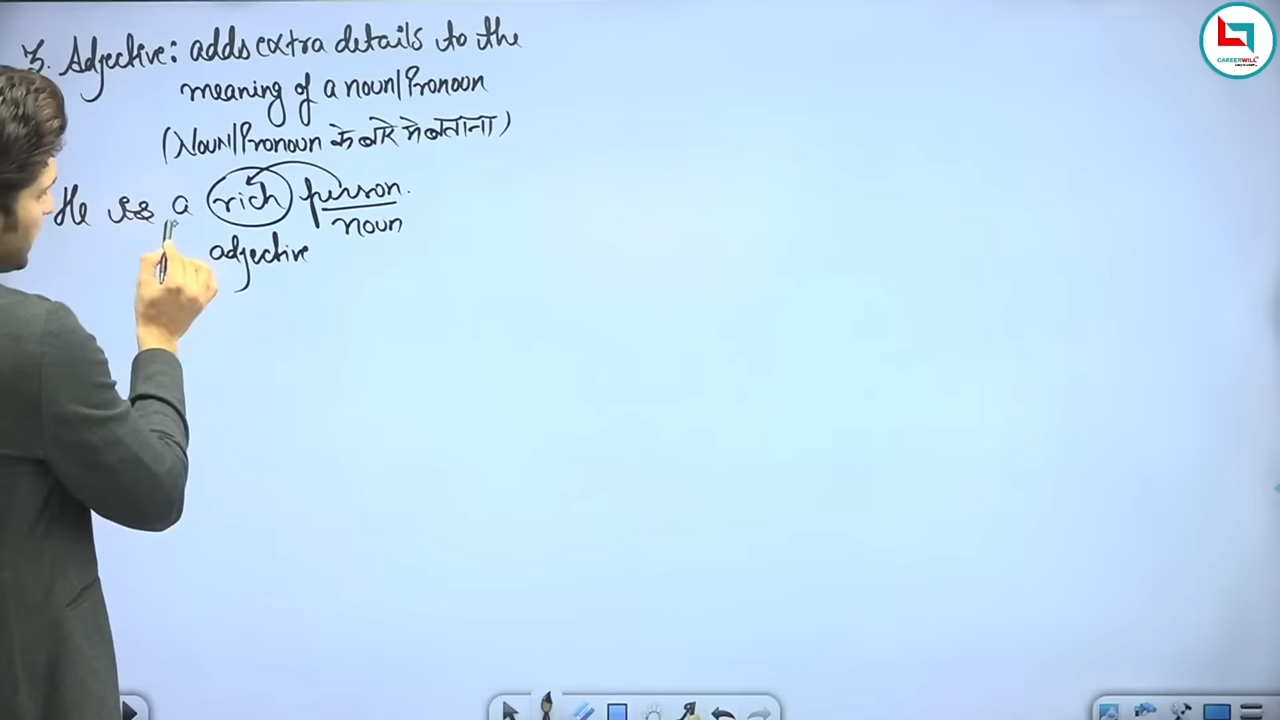 3. Adjective: adds extra details to the
meaning of a noun/Pronoun
(Noun/Pronoun के बारे में बताना)
He is a rich person.
noun
adjective
CAREERWILL